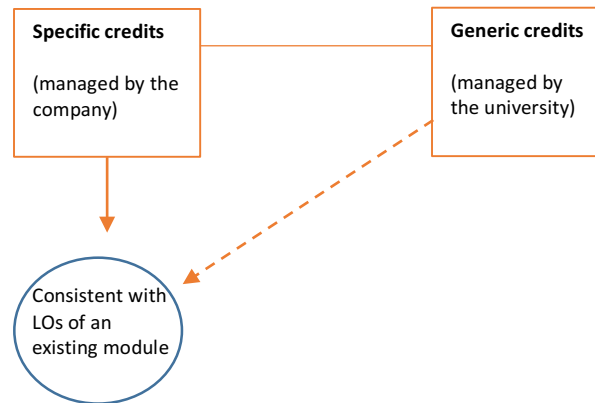 Specific credits
(managed by the
company)
Generic credits
(managed by
the university)
Consistent with
LOs of an
existing module